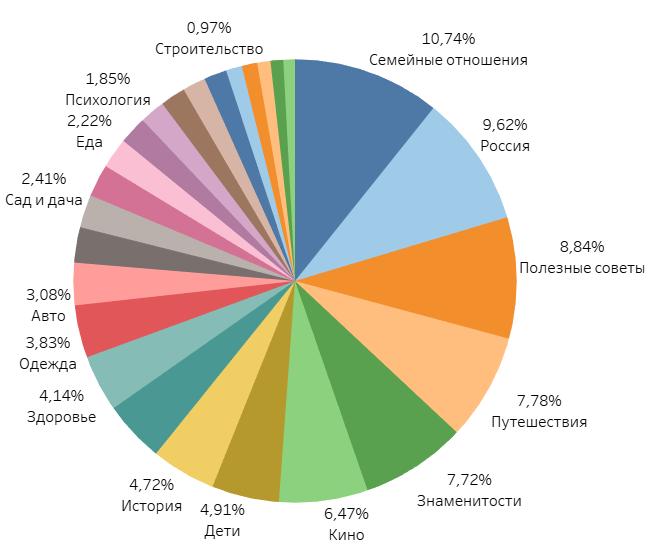 10,74%
Семейные отношения
9,62%
Россия
8,84%
Полезные советы
7,78%
Путешествия
7,72%
Знаменитости
6,47%
Кино
4,91%
Дети
4,72%
История
4,14%
Здоровье
3,83%
Одежда
3,08%
Авто
2,41%
Сад и дача
2,22%
Еда
1,85%
Психология
0,97%
Строительство